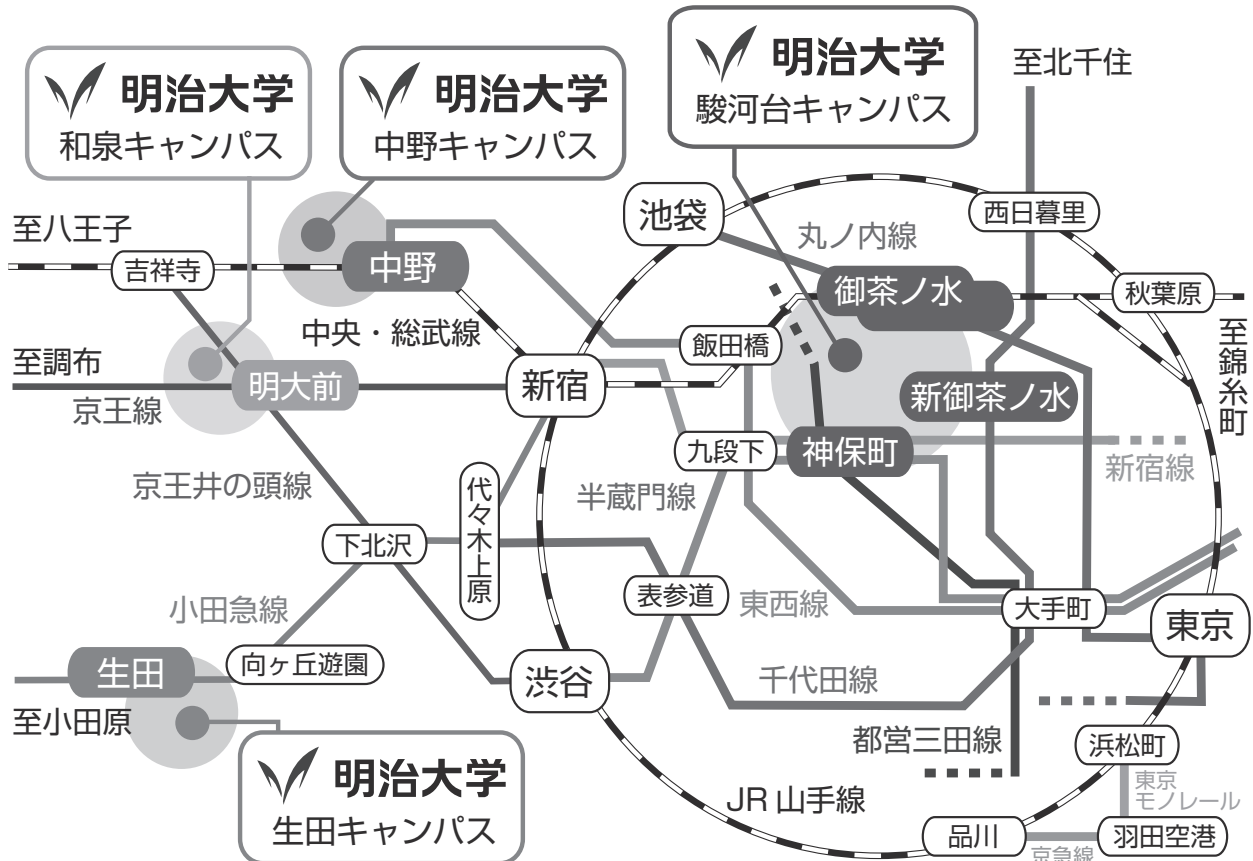 明治大学
和泉キャンパス
明治大学
中野キャンパス
明治大学
駿河台キャンパス
至北千住
池袋
西日暮里
至八王子
吉祥寺
中野
丸ノ内線
御茶ノ水
秋葉原
中央・総武線
飯田橋
至錦糸町
至調布
京王線
明大前
新宿
新御茶ノ水
九段下
神保町
新宿線
京王井の頭線
代々木上原
半蔵門線
下北沢
表参道
東西線
大手町
東京
小田急線
生田
向ヶ丘遊園
渋谷
千代田線
至小田原
都営三田線
浜松町
明治大学
生田キャンパス
JR 山手線
東京
モノレール
品川
羽田空港
京急線